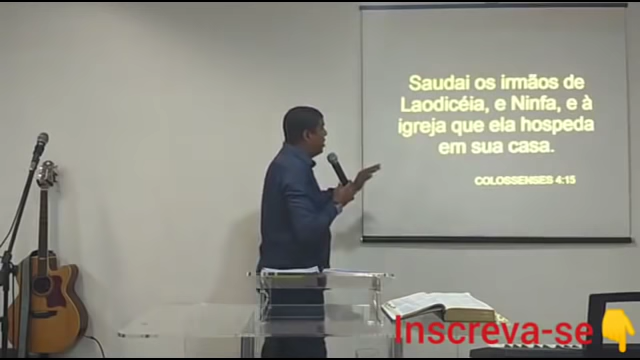 Saudai os irmãos de
Laodicéia, e Ninfa, e à
igreja que ela hospeda
em sua casa.
COLOSSENSES 4:15
Inscreva-se👇